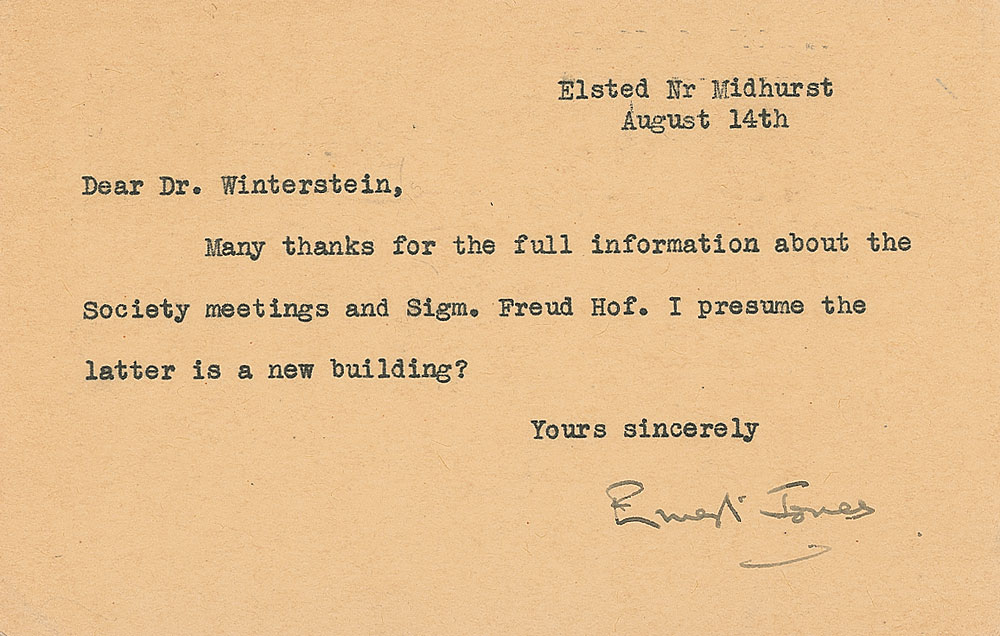 Elsted Nr Midhurst
August 14th
Dear Dr. Winterstein,
Many thanks for the full information about the
Society meetings and Sigm. Freud Hof. I presume the
latter is a new building?
Yours sincerely
Ernest Jones